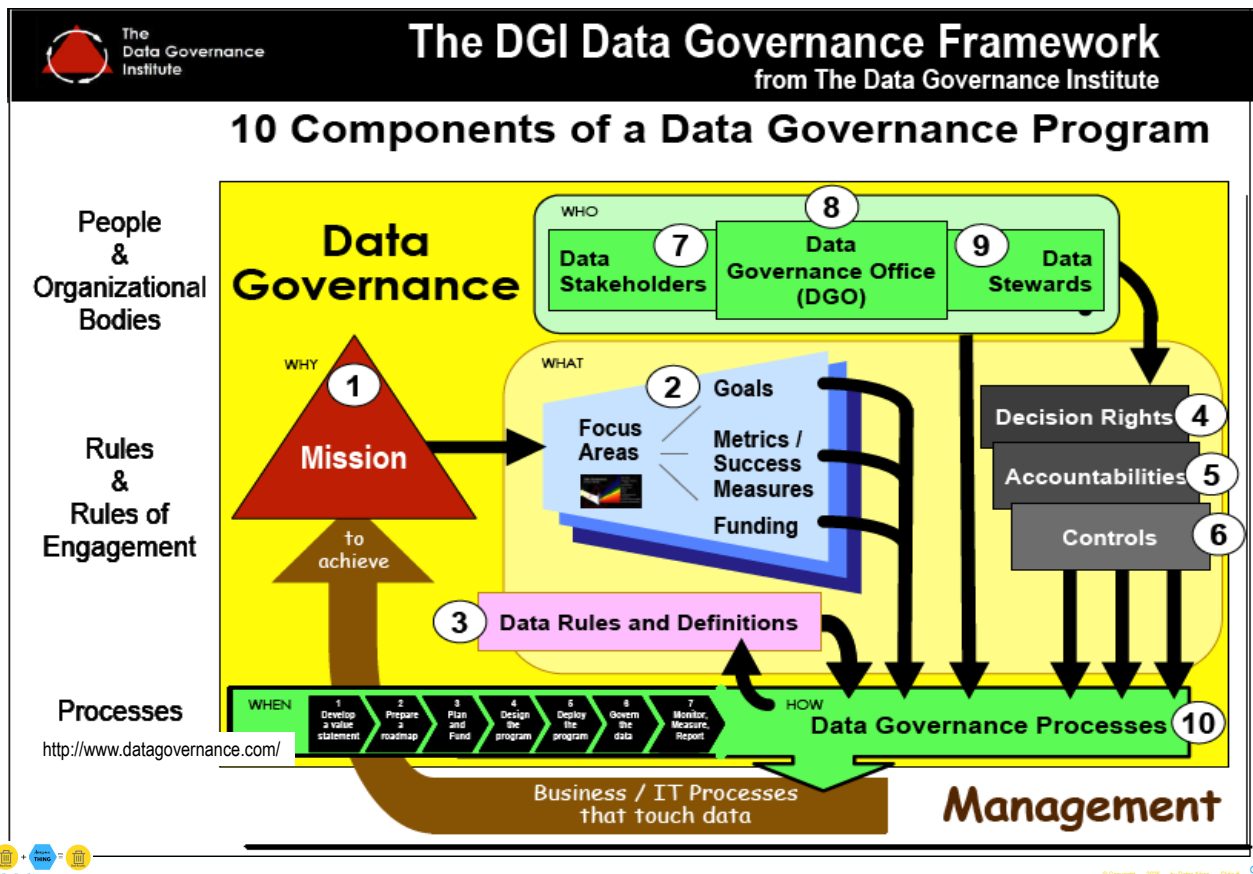 The
Data Governance
Institute
The DGI Data Governance Framework
from The Data Governance Institute
10 Components of a Data Governance Program
People
&
Organizational
Bodies
Rules
&
Rules of
Engagement
Processes
http://www.datagovernance.com/
Data
Governance
WHO
7
Data
Stakeholders
8
Data
Governance Office
(DGO)
9
Data
Stewards
WHY
1
Mission
WHAT
2
Focus
Areas
Goals
Metrics /
Success
Measures
Funding
Decision Rights
4
Accountabilities
5
Controls
6
3
Data Rules and Definitions
to
achieve
WHEN
1
Develop
a value
statement
2
Prepare
a
roadmap
3
Plan
and
Fund
4
Design
the
program
5
Deploy
the
program
6
Govern
the
data
7
Monitor,
Measure,
Report
HOW
Data Governance Processes
10
Business / IT Processes
that touch data
Management
+
THING
=